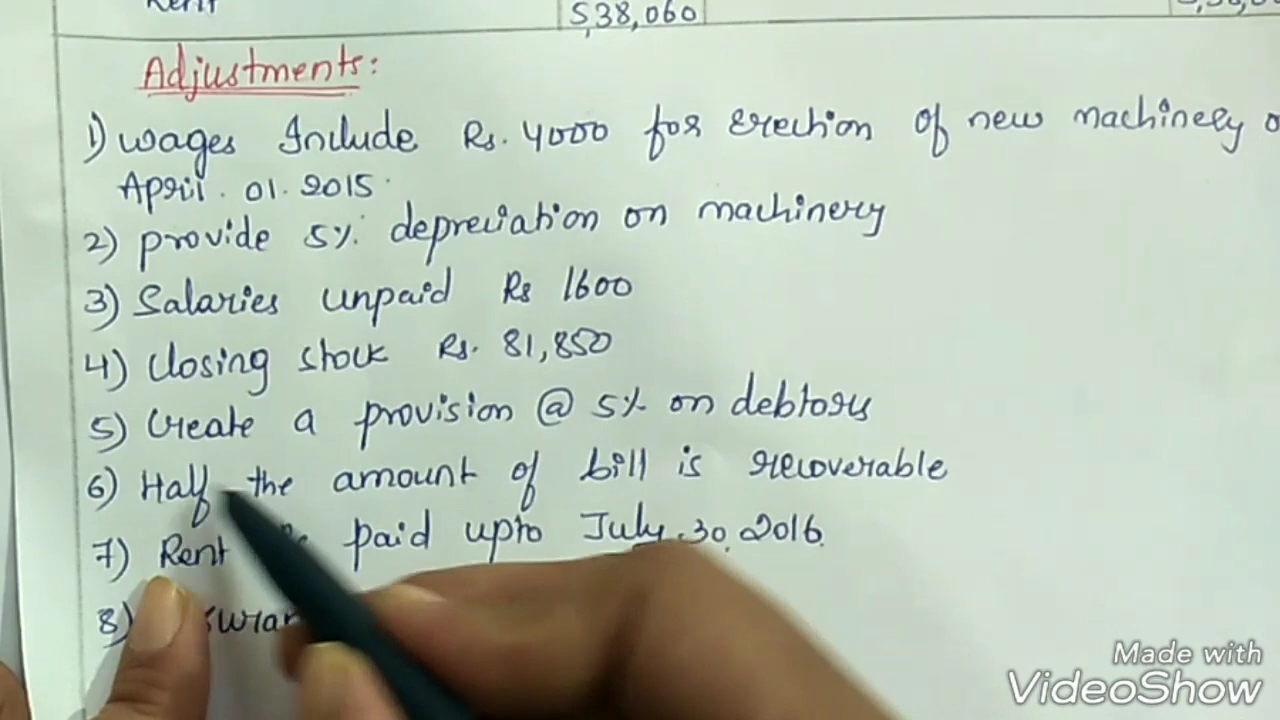 Rent 5,38,060
Adjustments:
1) wages Include Rs. 4000 for erection of new machinery
April. 01. 2015
2) provide 5% depreciation on machinery
3) Salaries unpaid Rs 1600
4) closing stock Rs. 81,850
5) Create a provision @ 5% on debtors
6) Half the amount of bill is recoverable
7) Rent paid upto July.30.2016.
8)
Made with
VideoShow